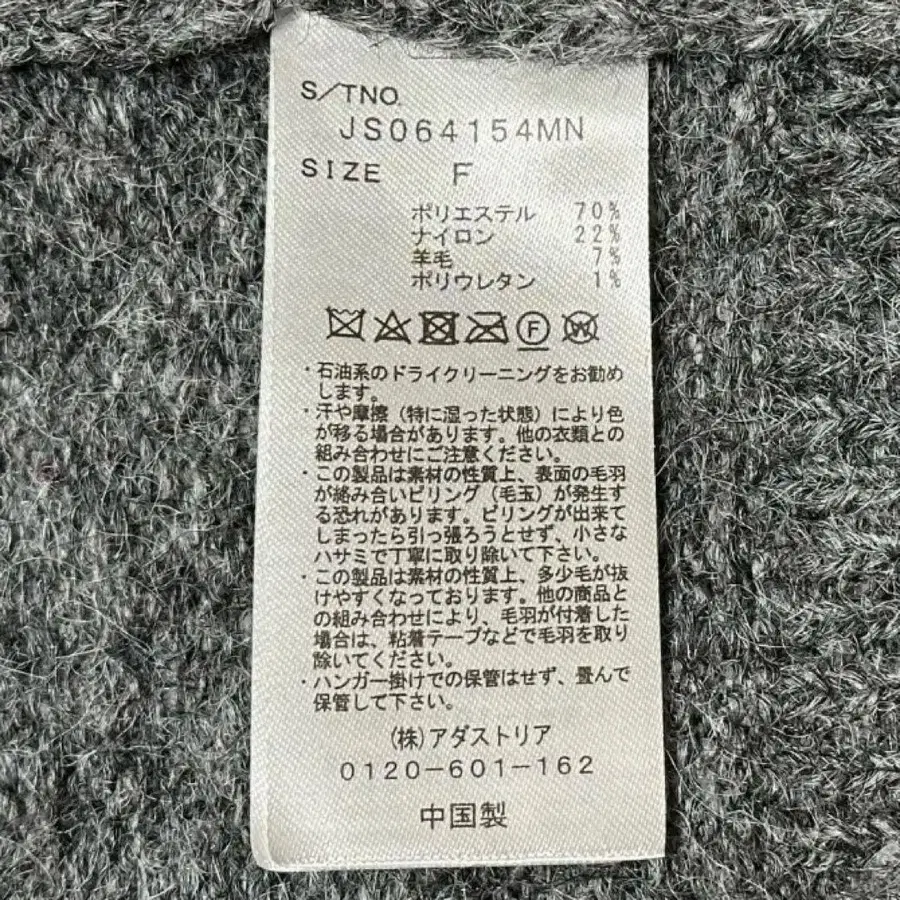 S/TNO.
JS064154MN
SIZE F
ポリエステル 70%
ナイロン 22%
羊毛 7%
ポリウレタン 1%
F W
・石油系のドライクリーニングをお勧め
します。
・汗や摩擦（特に湿った状態）により色
が移る場合があります。他の衣類との
組み合わせにご注意ください。
・この製品は素材の性質上、表面の毛羽
が絡み合いピリング（毛玉）が発生す
る恐れがあります。ピリングが出来て
しまったら引っ張ろうとせず、小さな
ハサミで丁寧に取り除いて下さい。
・この製品は素材の性質上、多少毛が抜
けやすくなっております。他の商品と
の組み合わせにより、毛羽が付着した
場合は、粘着テープなどで毛羽を取り
除いてください。
・ハンガー掛けでの保管はせず、畳んで
保管して下さい。
(株)アダストリア
0120-601-162
中国製